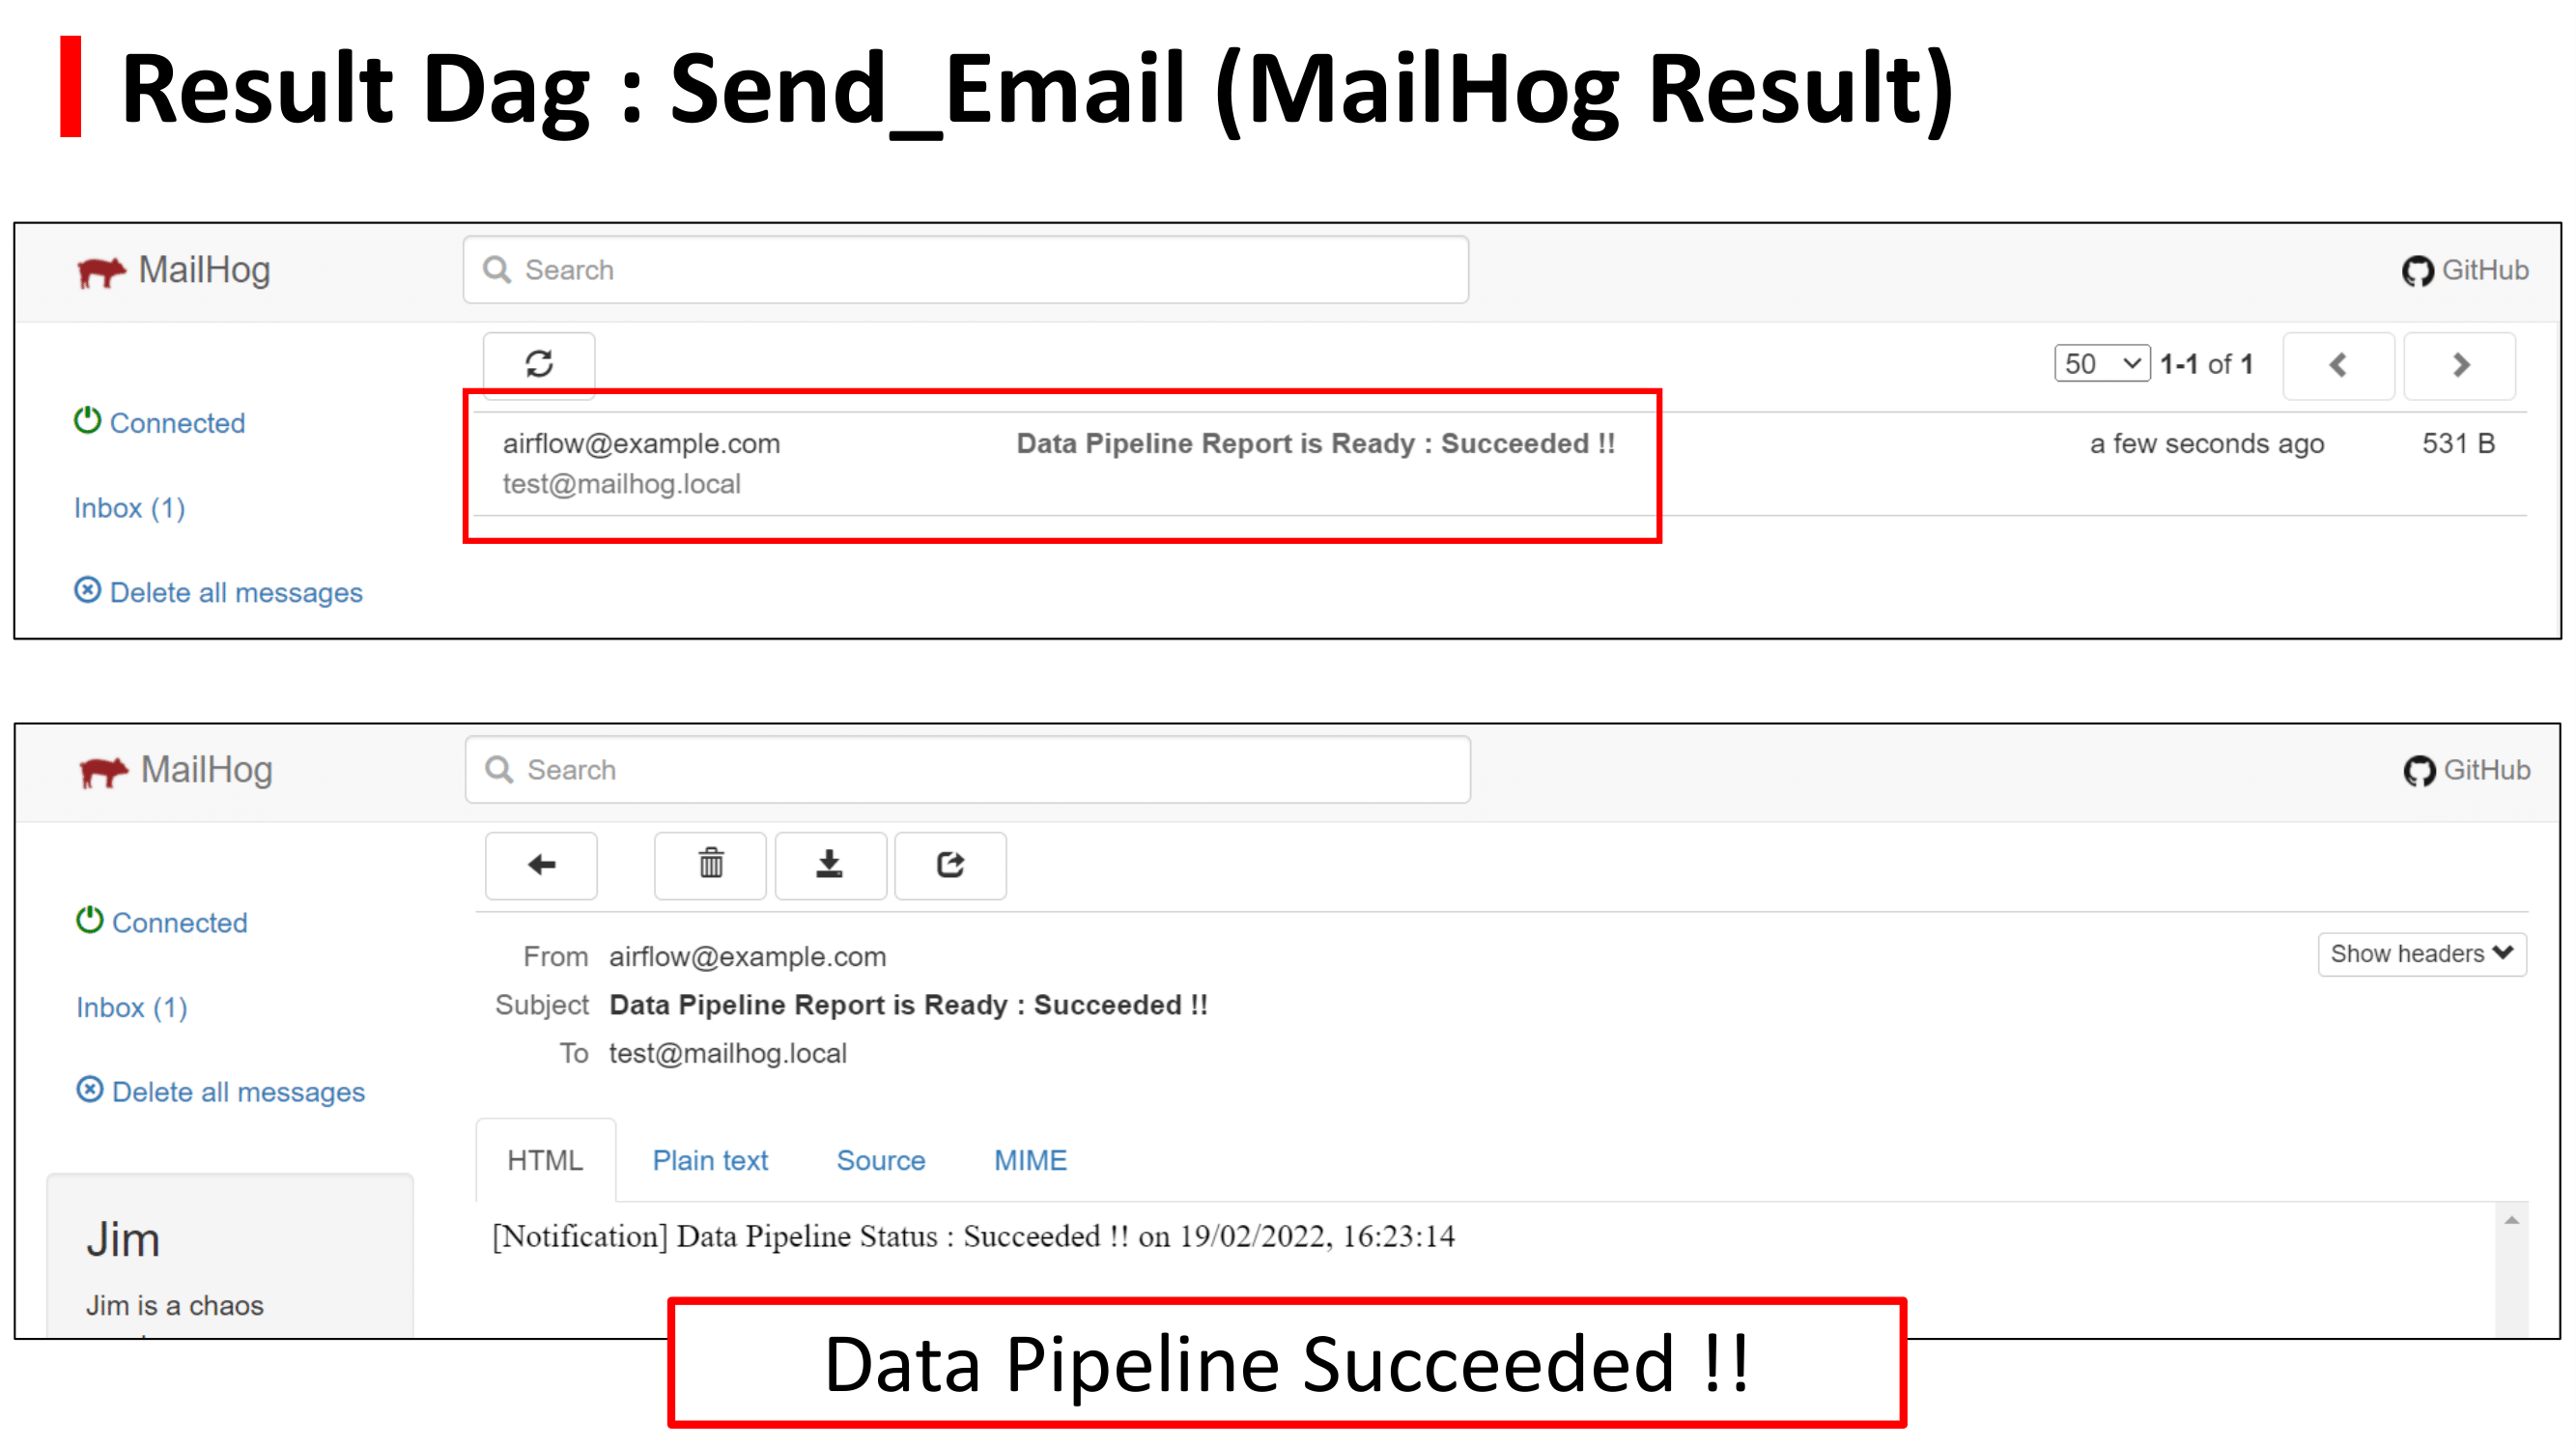 Result Dag : Send_Email (MailHog Result)
MailHog
Search
GitHub
50
1-1 of 1
Connected
airflow@example.com
Data Pipeline Report is Ready : Succeeded !!
a few seconds ago
531 B
test@mailhog.local
Inbox (1)
Delete all messages
MailHog
Search
GitHub
Connected
From airflow@example.com
Show headers
Subject Data Pipeline Report is Ready : Succeeded !!
Inbox (1)
To test@mailhog.local
Delete all messages
HTML Plain text Source MIME
Jim
[Notification] Data Pipeline Status : Succeeded !! on 19/02/2022, 16:23:14
Jim is a chaos
Data Pipeline Succeeded !!